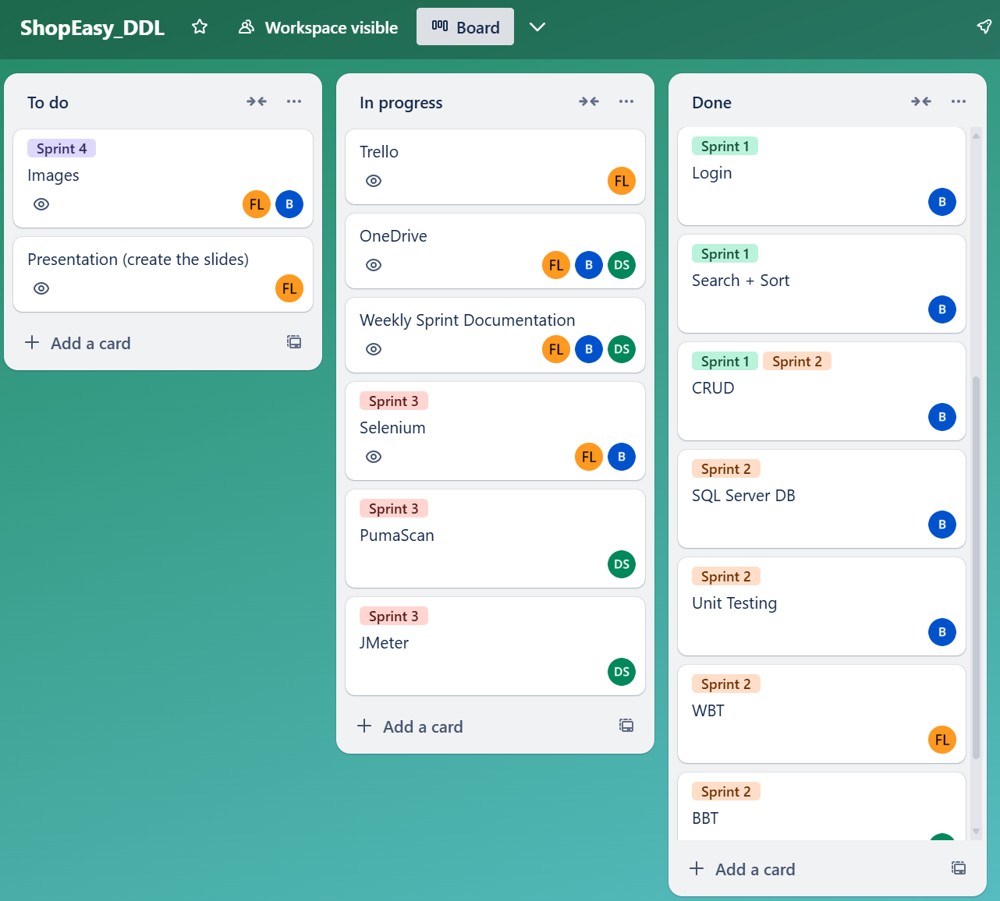 ShopEasy_DDL
Workspace visible
Board
To do
Sprint 4
Images
FL B
Presentation (create the slides)
FL
Add a card
In progress
Trello
FL
OneDrive
FL B DS
Weekly Sprint Documentation
FL B DS
Sprint 3
Selenium
FL B
Sprint 3
PumaScan
DS
Sprint 3
JMeter
DS
Add a card
Done
Sprint 1
Login
B
Sprint 1
Search + Sort
B
Sprint 1 Sprint 2
CRUD
B
Sprint 2
SQL Server DB
B
Sprint 2
Unit Testing
B
Sprint 2
WBT
FL
Sprint 2
BBT
Add a card